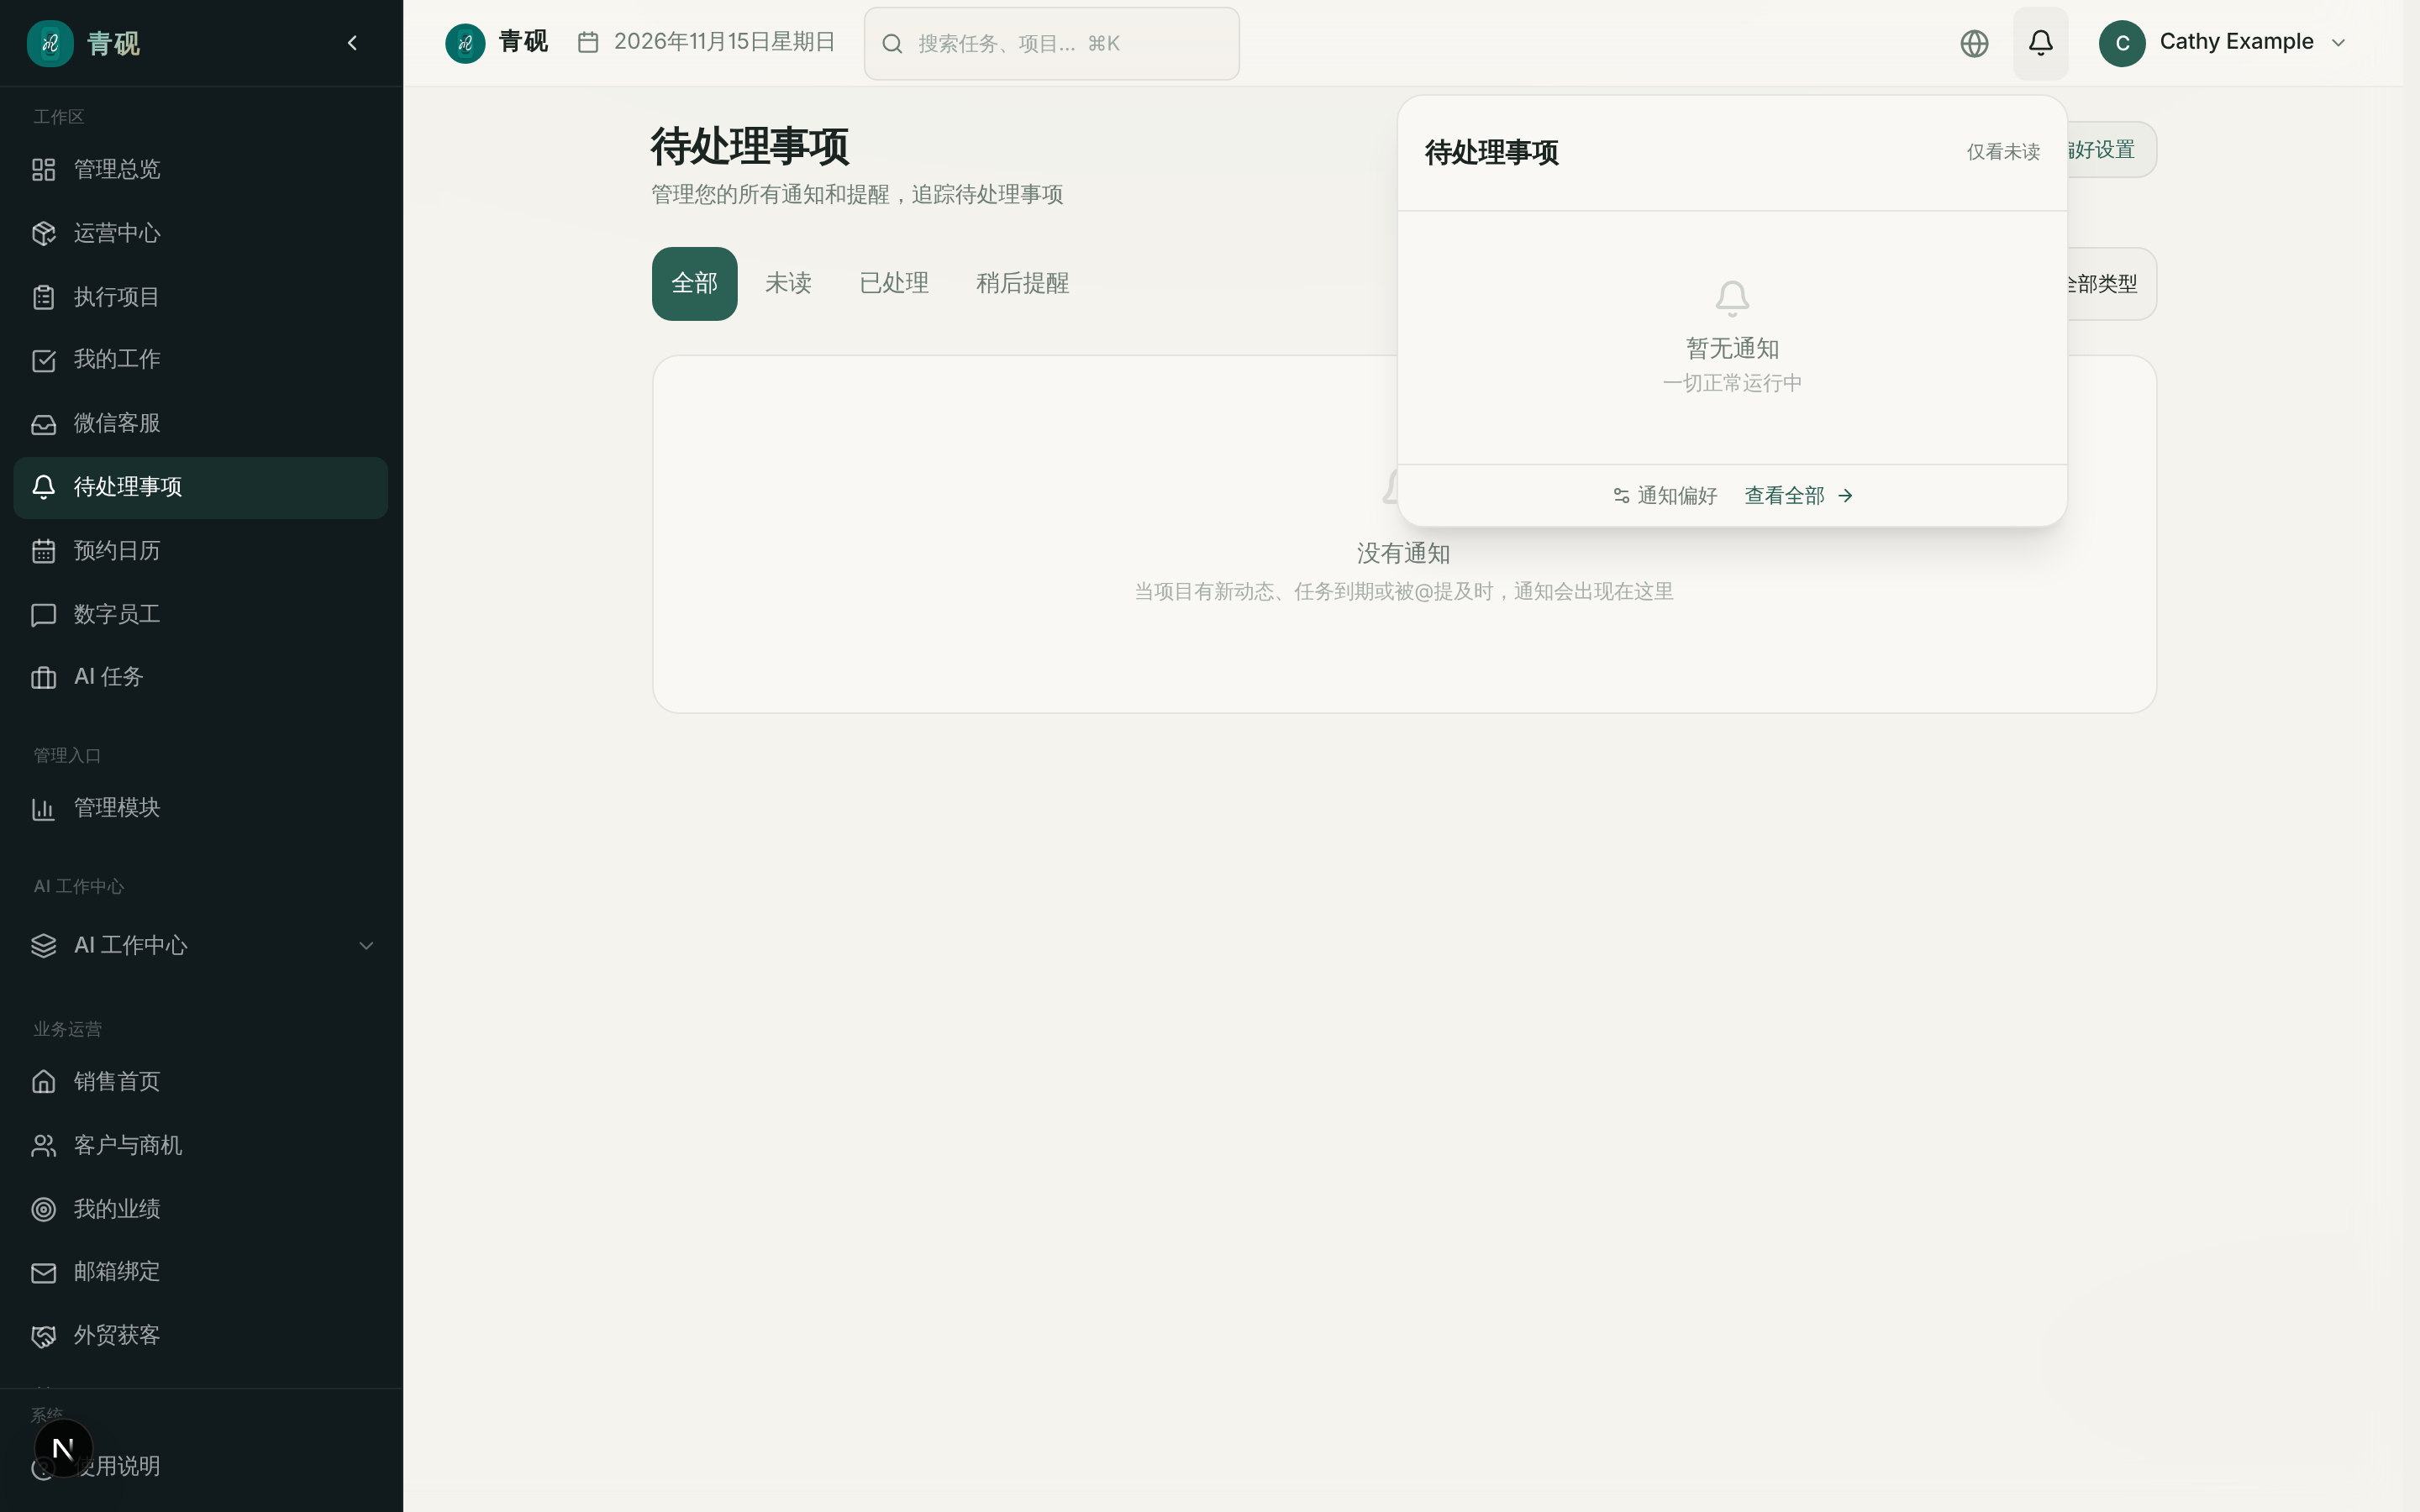 青砚
工作区
管理总览
运营中心
执行项目
我的工作
微信客服
待处理事项
预约日历
数字员工
AI 任务
管理入口
管理模块
AI 工作中心
AI 工作中心
业务运营
销售首页
客户与商机
我的业绩
邮箱绑定
外贸获客
系统
使用说明
N
青砚
2026年11月15日星期日
搜索任务、项目... ⌘K
C
Cathy Example
待处理事项
管理您的所有通知和提醒，追踪待处理事项
好设置
全部
未读
已处理
稍后提醒
全部类型
没有通知
当项目有新动态、任务到期或被@提及时，通知会出现在这里
待处理事项
仅看未读
暂无通知
一切正常运行中
通知偏好
查看全部